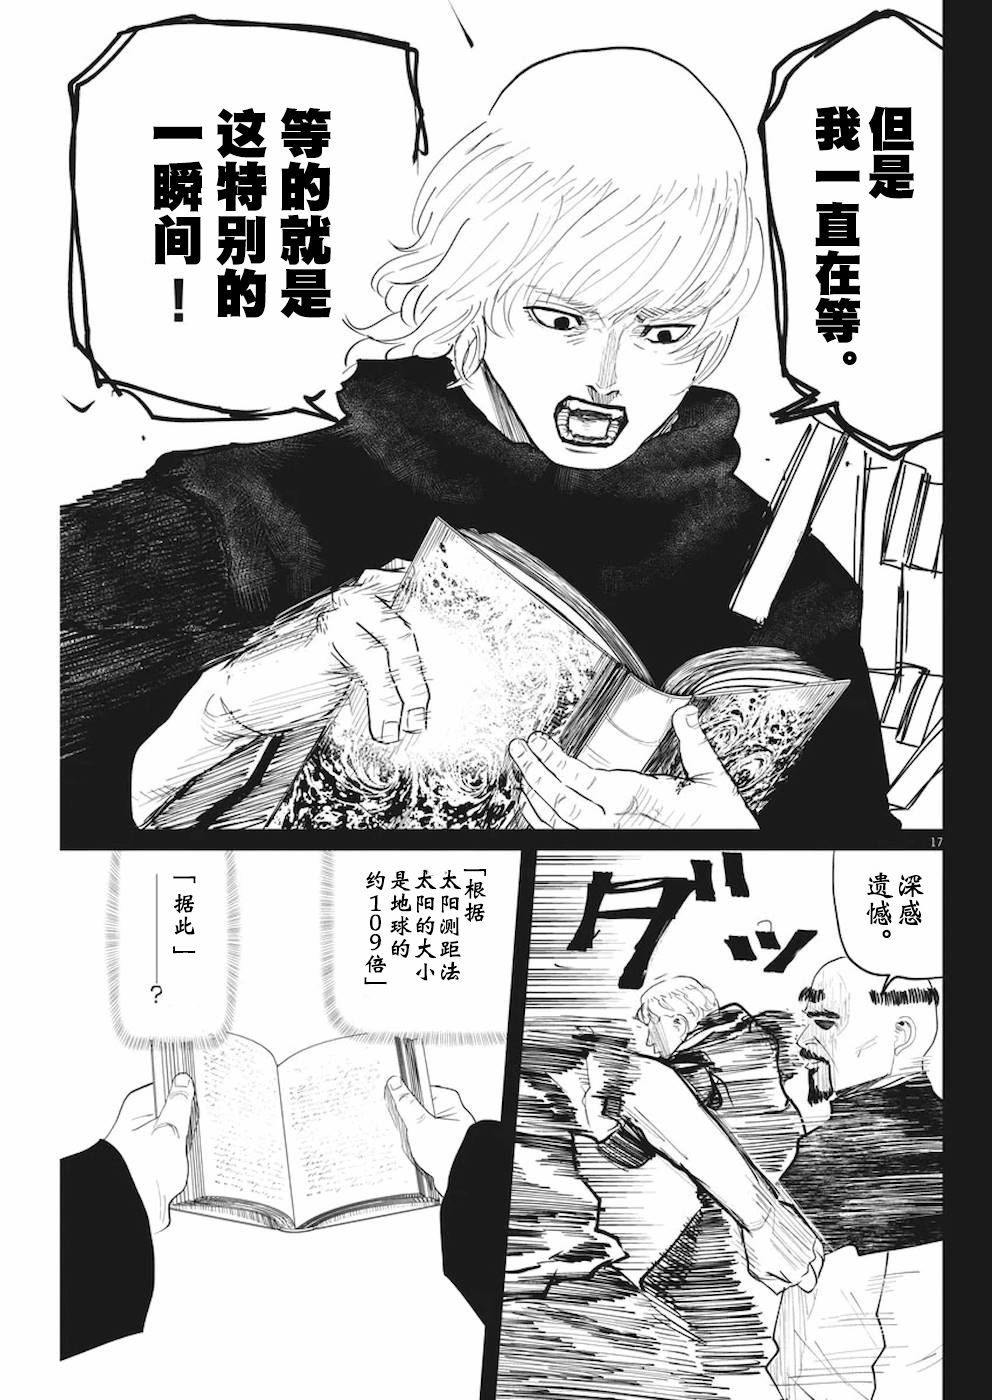 但是
我一直在等。
等的就是
这特别的
一瞬间！
17
深感
遗憾。
ダッ
「根据
太阳测距法
太阳的大小
是地球的
约109倍」
「据此」
——？